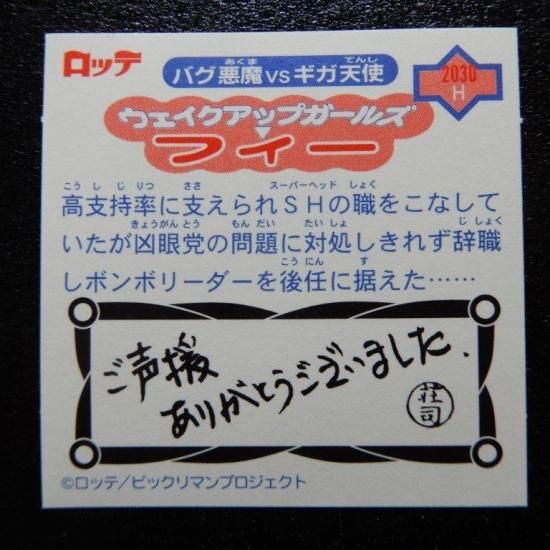 ロッテ
バグ悪魔vsギガ天使
あくま
てんし
2030
H
ウェイクアップガールズ
フィー
こうしじりつ ささ スーパーヘッド しょく
高支持率に支えられSHの職をこなして
きょうがんとう もんだい たいしょ じしょく
いたが凶眼党の問題に対処しきれず辞職
こうにん す
しボンボリーダーを後任に据えた……
ご声援
ありがとうございました.
荘司
©ロッテ/ビックリマンプロジェクト